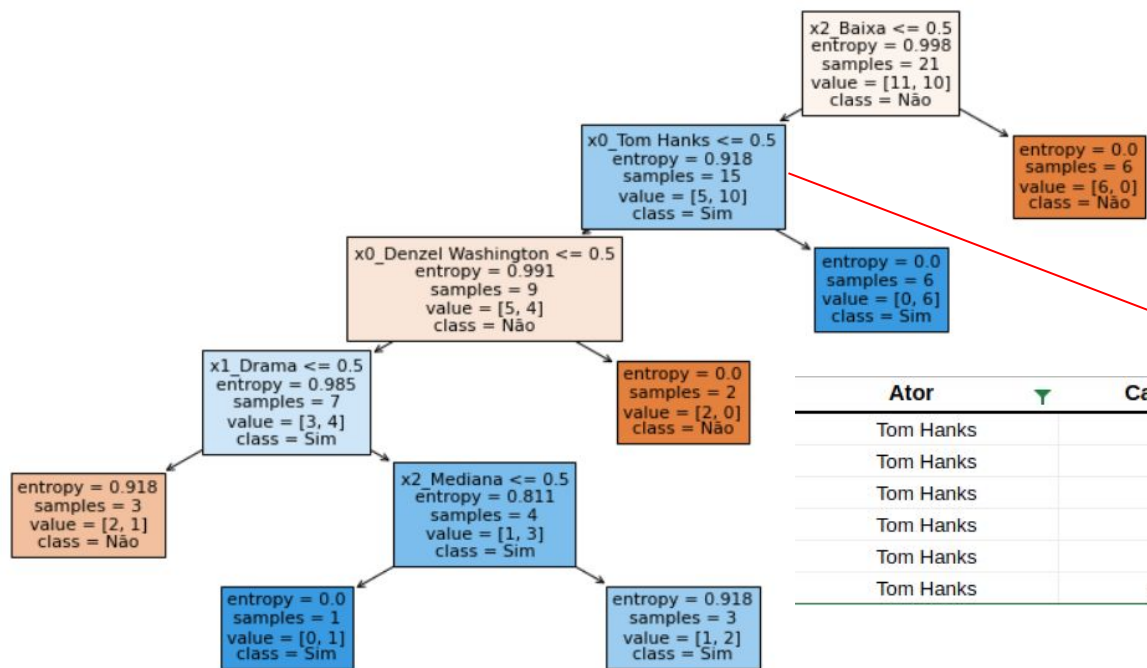 x2_Baixa <= 0.5
entropy = 0.998
samples = 21
value = [11, 10]
class = Não
x0_Tom Hanks <= 0.5
entropy = 0.918
samples = 15
value = [5, 10]
class = Sim
entropy = 0.0
samples = 6
value = [6, 0]
class = Não
x0_Denzel Washington <= 0.5
entropy = 0.991
samples = 9
value = [5, 4]
class = Não
entropy = 0.0
samples = 6
value = [0, 6]
class = Sim
x1_Drama <= 0.5
entropy = 0.985
samples = 7
value = [3, 4]
class = Sim
entropy = 0.0
samples = 2
value = [2, 0]
class = Não
entropy = 0.918
samples = 3
value = [2, 1]
class = Não
x2_Mediana <= 0.5
entropy = 0.811
samples = 4
value = [1, 3]
class = Sim
entropy = 0.0
samples = 1
value = [0, 1]
class = Sim
entropy = 0.918
samples = 3
value = [1, 2]
class = Sim
Ator Ca
Tom Hanks
Tom Hanks
Tom Hanks
Tom Hanks
Tom Hanks
Tom Hanks